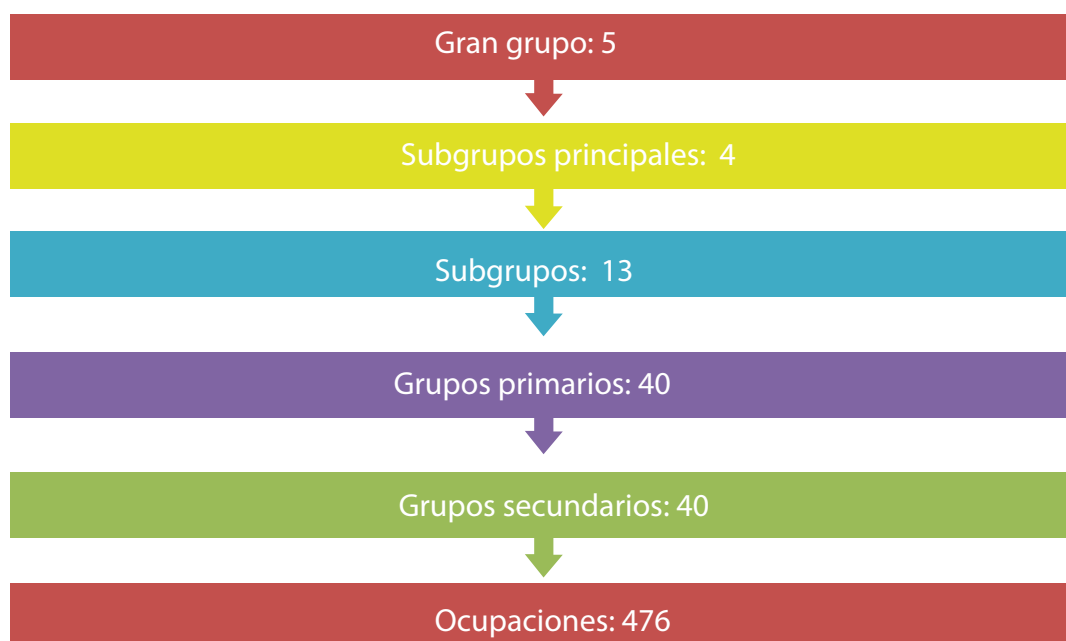 Gran grupo: 5
Subgrupos principales: 4
Subgrupos: 13
Grupos primarios: 40
Grupos secundarios: 40
Ocupaciones: 476